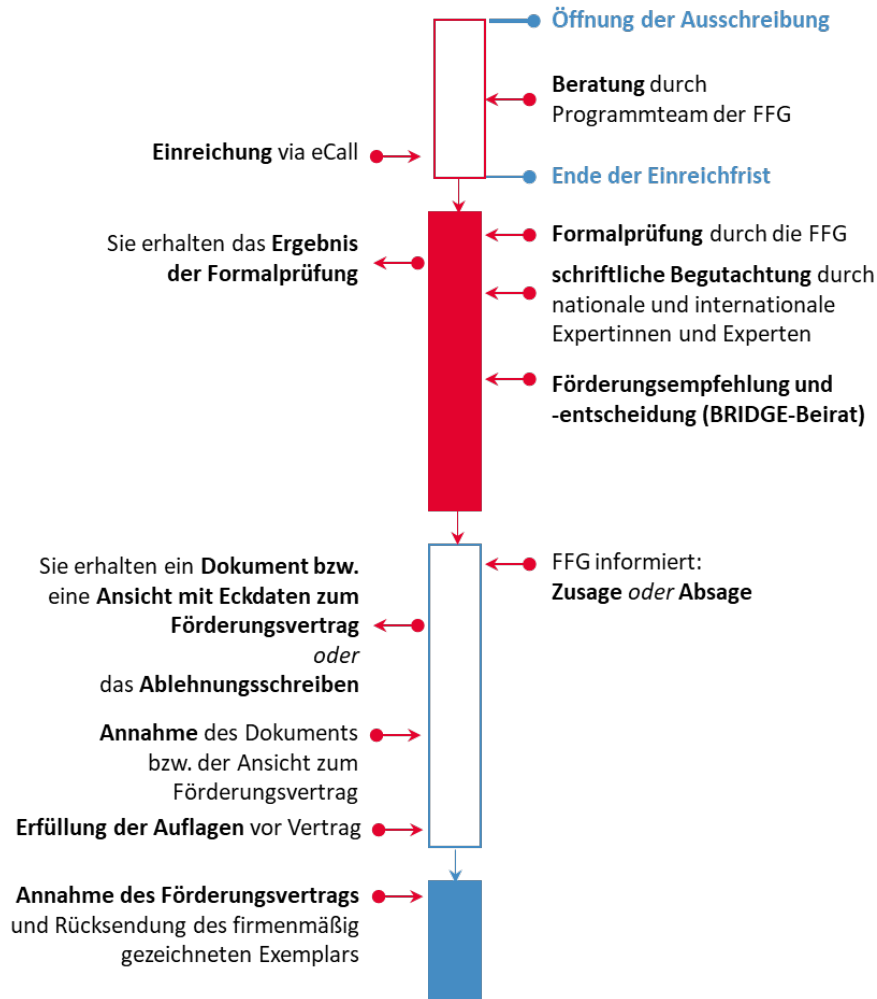 Öffnung der Ausschreibung
Beratung durch
Programmteam der FFG
Einreichung via eCall
Ende der Einreichfrist
Formalprüfung durch die FFG
Sie erhalten das Ergebnis
der Formalprüfung
schriftliche Begutachtung durch
nationale und internationale
Expertinnen und Experten
Förderungsempfehlung und
-entscheidung (BRIDGE-Beirat)
FFG informiert:
Zusage oder Absage
Sie erhalten ein Dokument bzw.
eine Ansicht mit Eckdaten zum
Förderungsvertrag
oder
das Ablehnungsschreiben
Annahme des Dokuments
bzw. der Ansicht zum
Förderungsvertrag
Erfüllung der Auflagen vor Vertrag
Annahme des Förderungsvertrags
und Rücksendung des firmenmäßig
gezeichneten Exemplars